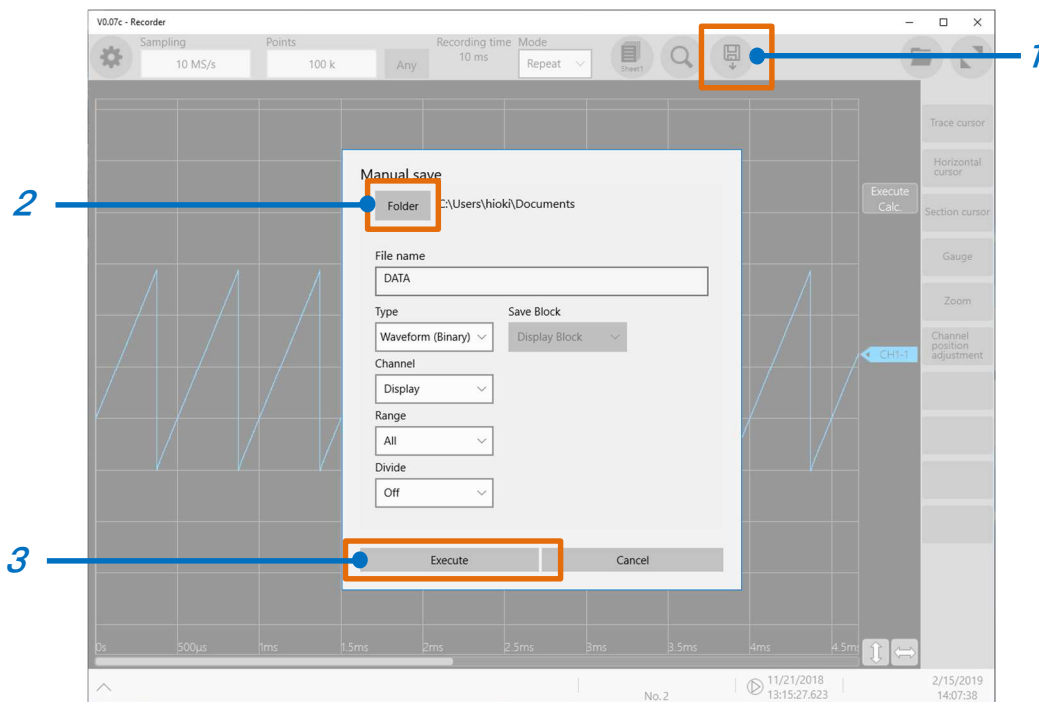 V0.07c - Recorder
Sampling
10 MS/s
Points
100 k
Any
Recording time
10 ms
Mode
Repeat
Sheet1
1
Trace cursor
Horizontal
cursor
Section cursor
Gauge
Zoom
Channel
position
adjustment
Execute
Calc.
CH1-1
Manual save
2
Folder
C:\Users\hioki\Documents
File name
DATA
Type
Save Block
Waveform (Binary)
Display Block
Channel
Display
Range
All
Divide
Off
3
Execute
Cancel
0s 500µs 1ms 1.5ms 2ms 2.5ms 3ms 3.5ms 4ms 4.5ms
No. 2
11/21/2018
13:15:27.623
2/15/2019
14:07:38